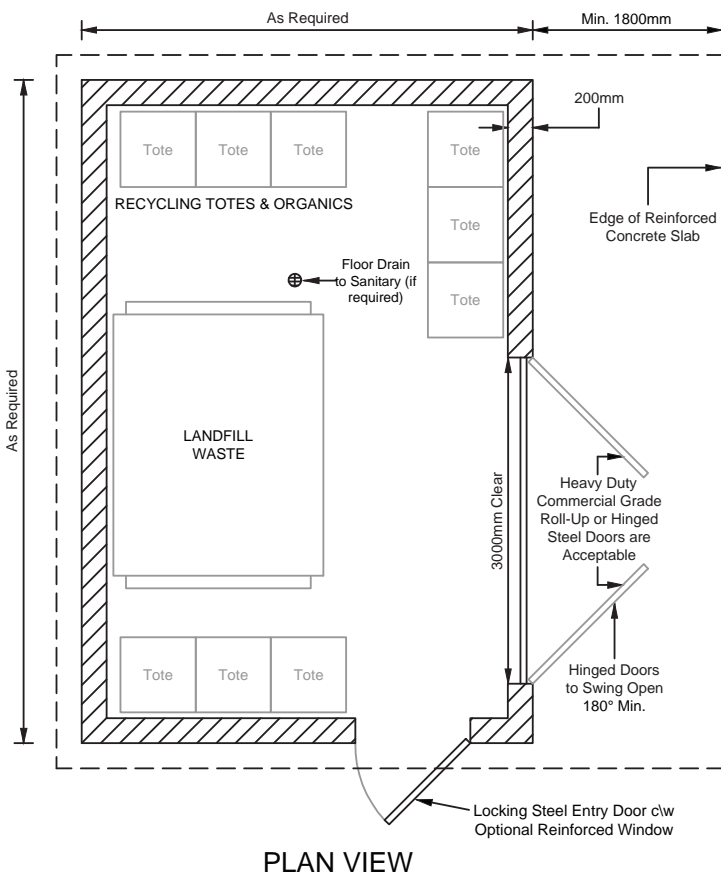 As Required
Min. 1800mm
200mm
Tote
Tote
Tote
Tote
RECYCLING TOTES & ORGANICS
Edge of Reinforced
Concrete Slab
Tote
Floor Drain
to Sanitary (if
required)
Tote
As Required
LANDFILL
WASTE
3000mm Clear
Heavy Duty
Commercial Grade
Roll-Up or Hinged
Steel Doors are
Acceptable
Tote
Tote
Tote
Hinged Doors
to Swing Open
180° Min.
Locking Steel Entry Door c\w
Optional Reinforced Window
PLAN VIEW